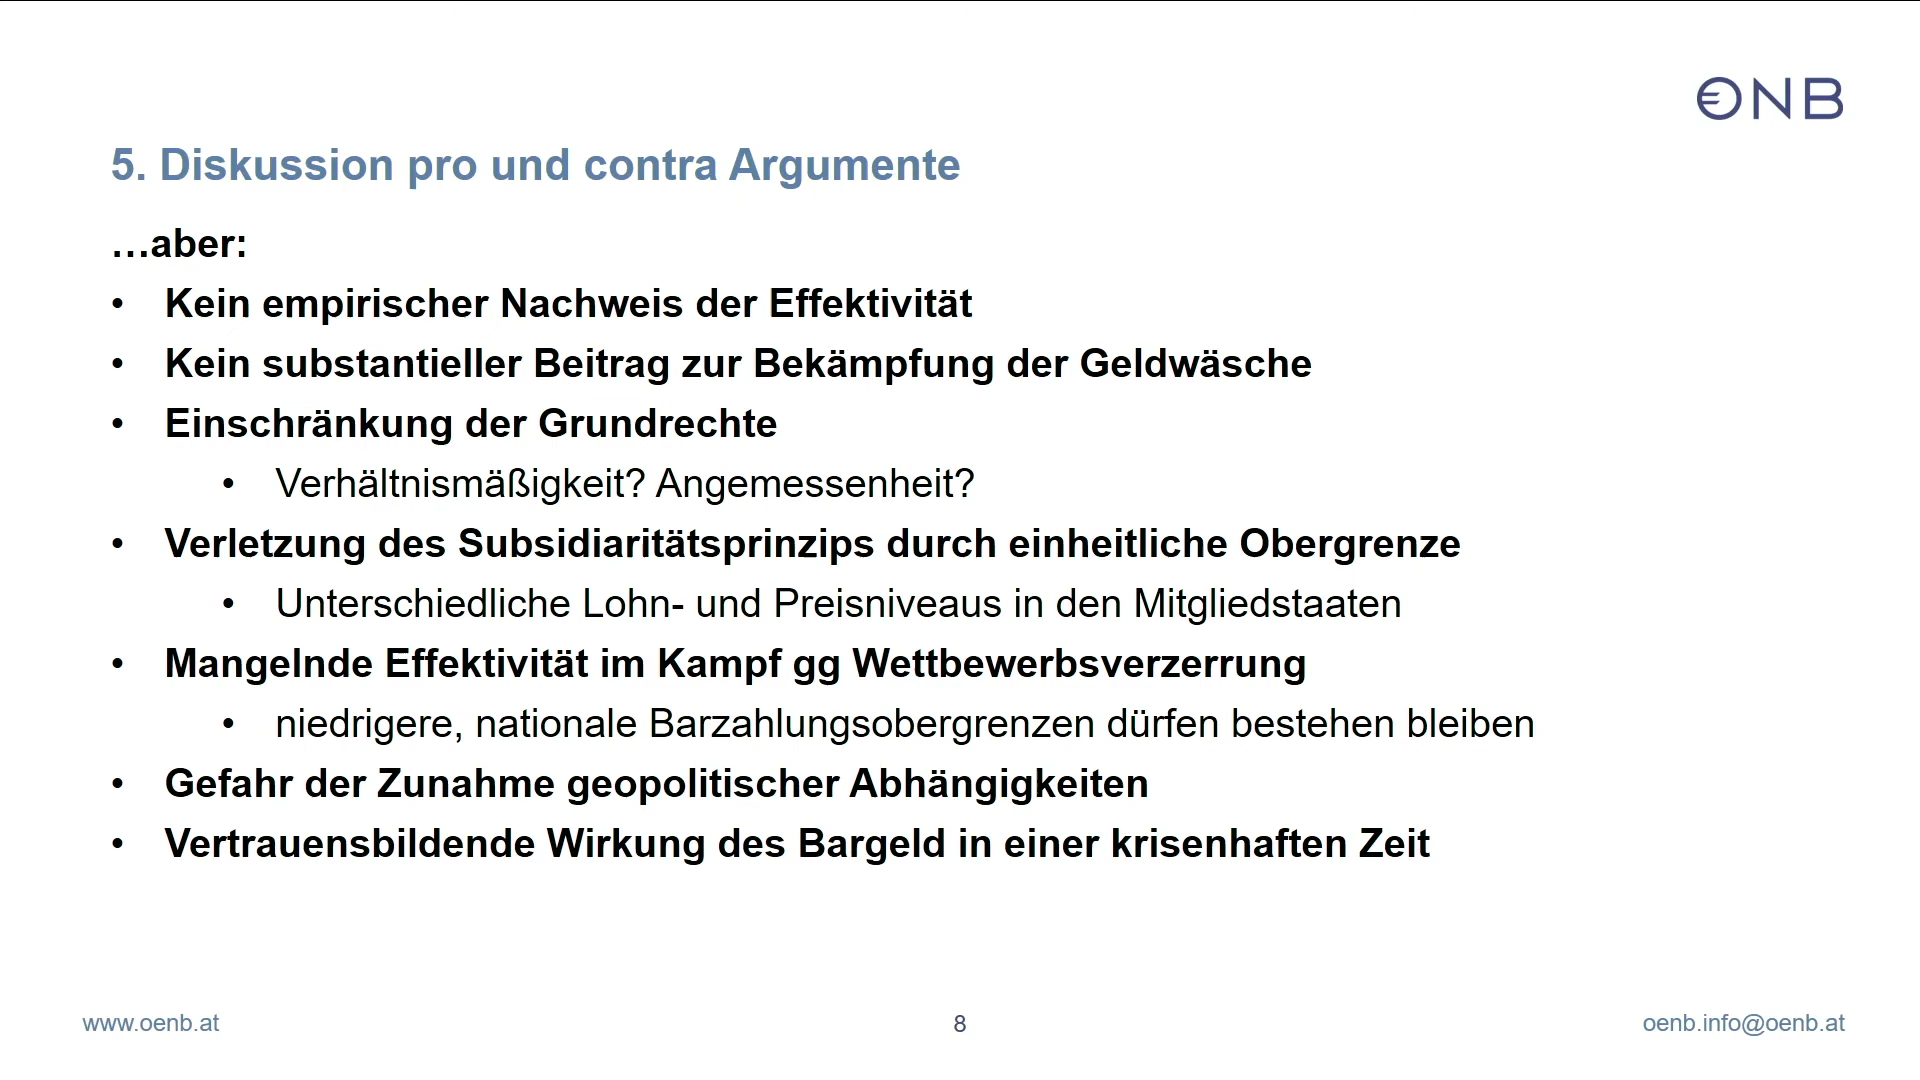 ONB
5. Diskussion pro und contra Argumente
…aber:
• Kein empirischer Nachweis der Effektivität
• Kein substantieller Beitrag zur Bekämpfung der Geldwäsche
• Einschränkung der Grundrechte
• Verhältnismäßigkeit? Angemessenheit?
• Verletzung des Subsidiaritätsprinzips durch einheitliche Obergrenze
• Unterschiedliche Lohn- und Preisniveaus in den Mitgliedstaaten
• Mangelnde Effektivität im Kampf gg Wettbewerbsverzerrung
• niedrigere, nationale Barzahlungsobergrenzen dürfen bestehen bleiben
• Gefahr der Zunahme geopolitischer Abhängigkeiten
• Vertrauensbildende Wirkung des Bargeld in einer krisenhaften Zeit
www.oenb.at
8
oenb.info@oenb.at